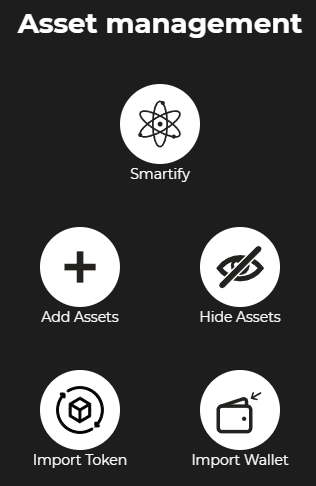 Asset management
Smartify
Add Assets
Hide Assets
Import Token
Import Wallet